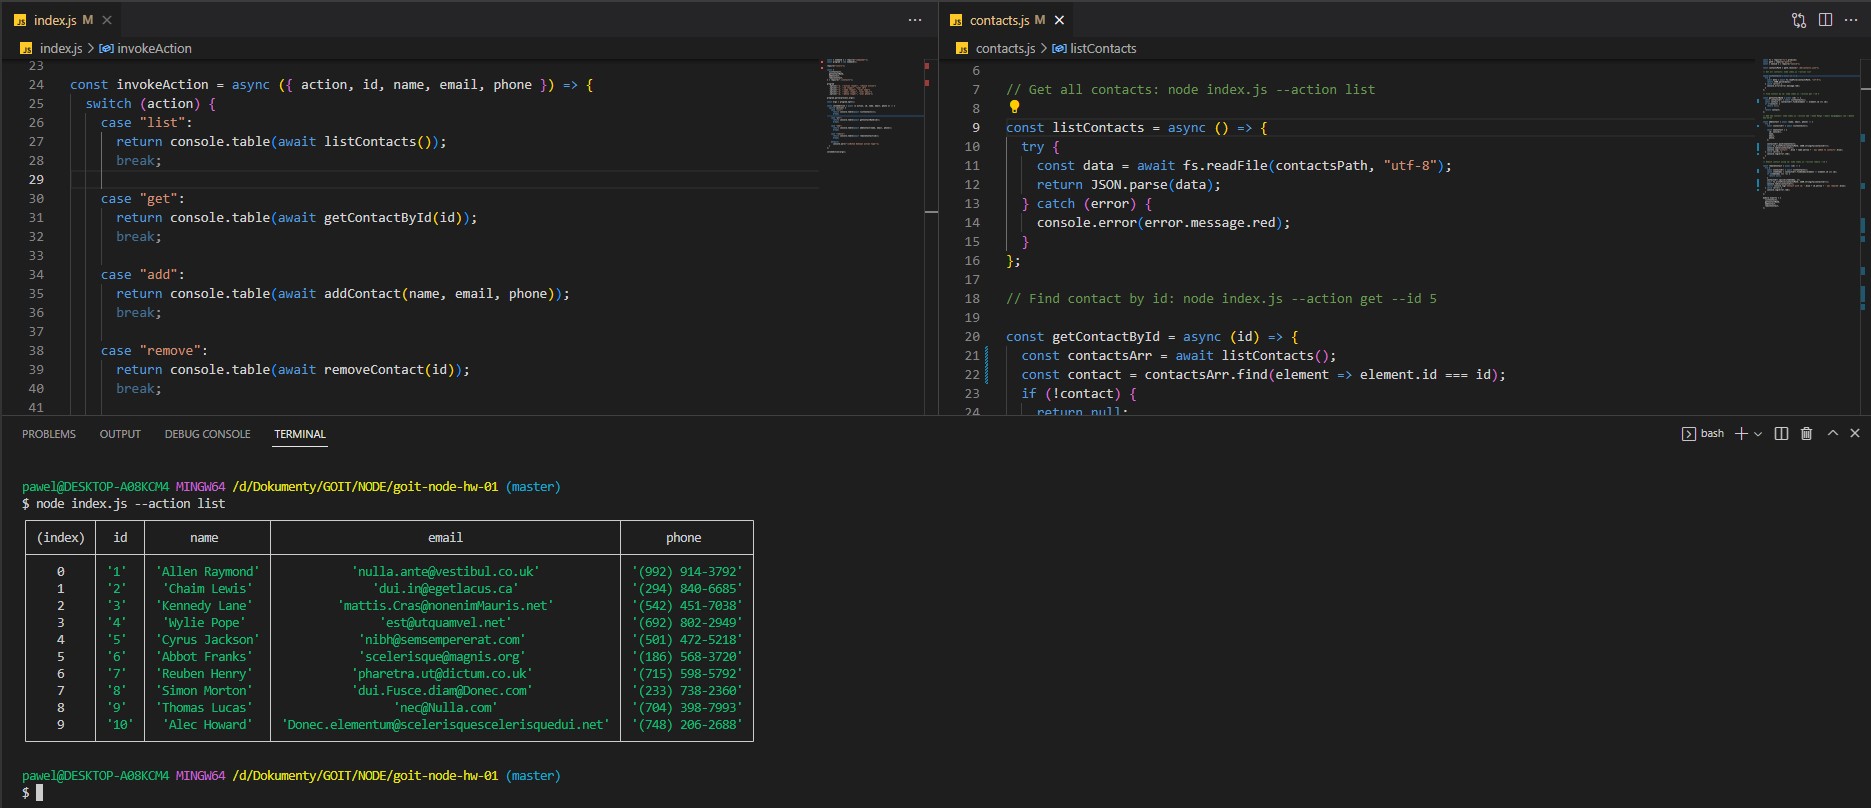 JS index.js M
JS index.js > invokeAction
23
24 const invokeAction = async ({ action, id, name, email, phone }) => {
25 switch (action) {
26 case "list":
27 return console.table(await listContacts());
28 break;
29
30 case "get":
31 return console.table(await getContactById(id));
32 break;
33
34 case "add":
35 return console.table(await addContact(name, email, phone));
36 break;
37
38 case "remove":
39 return console.table(await removeContact(id));
40 break;
41
JS contacts.js M
JS contacts.js > listContacts
6
7 // Get all contacts: node index.js --action list
8
9 const listContacts = async () => {
10 try {
11 const data = await fs.readFile(contactsPath, "utf-8");
12 return JSON.parse(data);
13 } catch (error) {
14 console.error(error.message.red);
15 }
16 };
17
18 // Find contact by id: node index.js --action get --id 5
19
20 const getContactById = async (id) => {
21 const contactsArr = await listContacts();
22 const contact = contactsArr.find(element => element.id === id);
23 if (!contact) {
24 return null;
PROBLEMS OUTPUT DEBUG CONSOLE TERMINAL bash
pawel@DESKTOP-A08KCM4 MINGW64 /d/Dokumenty/GOIT/NODE/goit-node-hw-01 (master)
$ node index.js --action list
(index) id name email phone
0 '1' 'Allen Raymond' 'nulla.ante@vestibul.co.uk' '(992) 914-3792'
1 '2' 'Chaim Lewis' 'dui.in@egetlacus.ca' '(294) 840-6685'
2 '3' 'Kennedy Lane' 'mattis.Cras@nonenimMauris.net' '(542) 451-7038'
3 '4' 'Wylie Pope' 'est@utquamvel.net' '(692) 802-2949'
4 '5' 'Cyrus Jackson' 'nibh@semsempererat.com' '(501) 472-5218'
5 '6' 'Abbot Franks' 'scelerisque@magnis.org' '(186) 568-3720'
6 '7' 'Reuben Henry' 'pharetra.ut@dictum.co.uk' '(715) 598-5792'
7 '8' 'Simon Morton' 'dui.Fusce.diam@Donec.com' '(233) 738-2360'
8 '9' 'Thomas Lucas' 'nec@Nulla.com' '(704) 398-7993'
9 '10' 'Alec Howard' 'Donec.elementum@scelerisquescelerisquedui.net' '(748) 206-2688'
pawel@DESKTOP-A08KCM4 MINGW64 /d/Dokumenty/GOIT/NODE/goit-node-hw-01 (master)
$